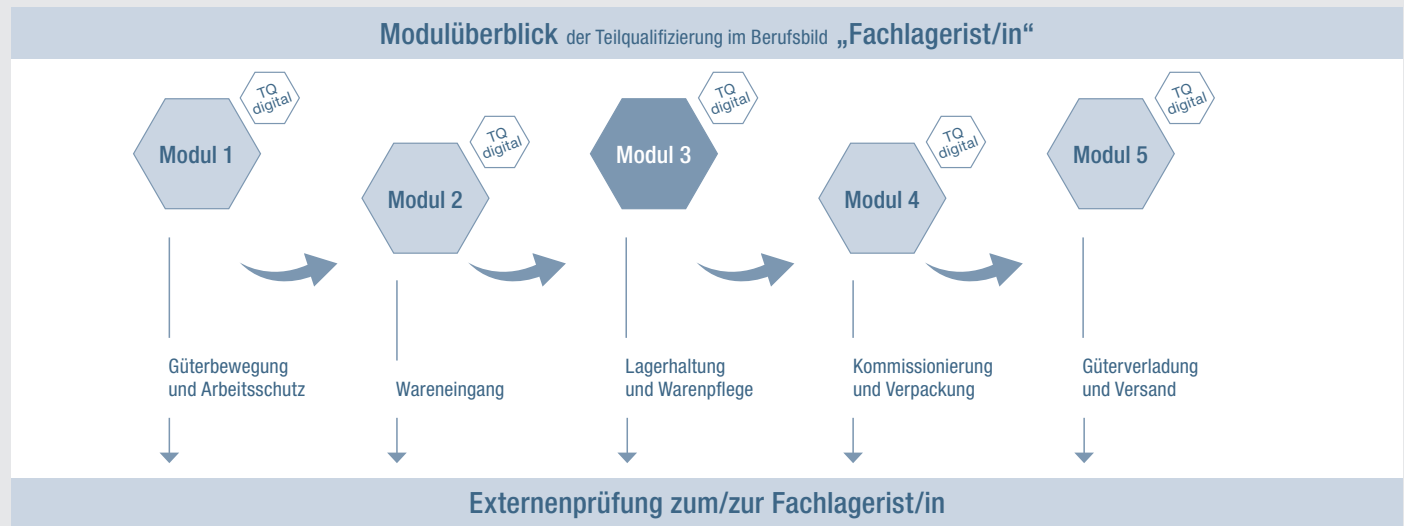 Modulüberblick der Teilqualifizierung im Berufsbild „Fachlagerist/in“
Modul 1
TQ
digital
Modul 2
TQ
digital
Modul 3
TQ
digital
Modul 4
TQ
digital
Modul 5
TQ
digital
Güterbewegung
und Arbeitsschutz
Wareneingang
Lagerhaltung
und Warenpflege
Kommissionierung
und Verpackung
Güterverladung
und Versand
Externenprüfung zum/zur Fachlagerist/in